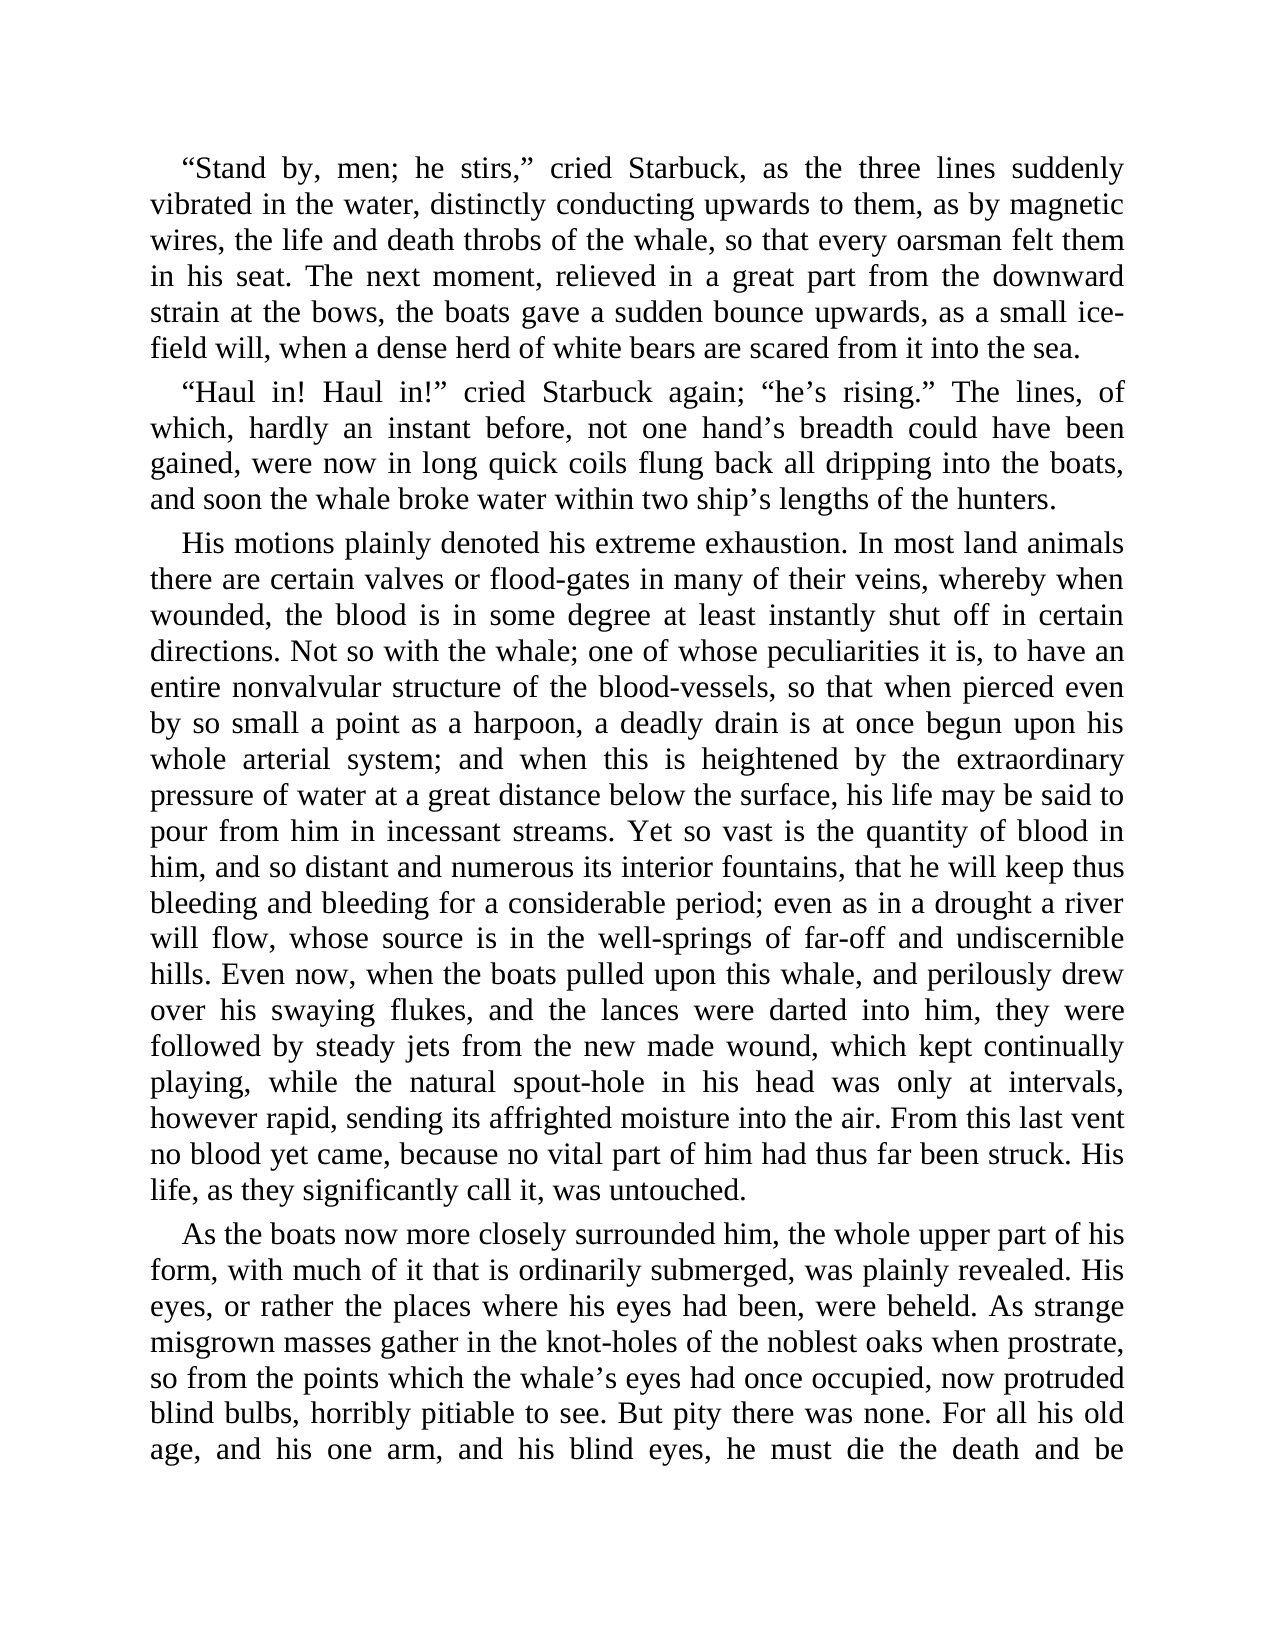 “Stand by, men; he stirs,” cried Starbuck, as the three lines suddenly
vibrated in the water, distinctly conducting upwards to them, as by magnetic
wires, the life and death throbs of the whale, so that every oarsman felt them
in his seat. The next moment, relieved in a great part from the downward
strain at the bows, the boats gave a sudden bounce upwards, as a small ice-
field will, when a dense herd of white bears are scared from it into the sea.
“Haul in! Haul in!” cried Starbuck again; “he’s rising.” The lines, of
which, hardly an instant before, not one hand’s breadth could have been
gained, were now in long quick coils flung back all dripping into the boats,
and soon the whale broke water within two ship’s lengths of the hunters.
His motions plainly denoted his extreme exhaustion. In most land animals
there are certain valves or flood-gates in many of their veins, whereby when
wounded, the blood is in some degree at least instantly shut off in certain
directions. Not so with the whale; one of whose peculiarities it is, to have an
entire nonvalvular structure of the blood-vessels, so that when pierced even
by so small a point as a harpoon, a deadly drain is at once begun upon his
whole arterial system; and when this is heightened by the extraordinary
pressure of water at a great distance below the surface, his life may be said to
pour from him in incessant streams. Yet so vast is the quantity of blood in
him, and so distant and numerous its interior fountains, that he will keep thus
bleeding and bleeding for a considerable period; even as in a drought a river
will flow, whose source is in the well-springs of far-off and undiscernible
hills. Even now, when the boats pulled upon this whale, and perilously drew
over his swaying flukes, and the lances were darted into him, they were
followed by steady jets from the new made wound, which kept continually
playing, while the natural spout-hole in his head was only at intervals,
however rapid, sending its affrighted moisture into the air. From this last vent
no blood yet came, because no vital part of him had thus far been struck. His
life, as they significantly call it, was untouched.
As the boats now more closely surrounded him, the whole upper part of his
form, with much of it that is ordinarily submerged, was plainly revealed. His
eyes, or rather the places where his eyes had been, were beheld. As strange
misgrown masses gather in the knot-holes of the noblest oaks when prostrate,
so from the points which the whale’s eyes had once occupied, now protruded
blind bulbs, horribly pitiable to see. But pity there was none. For all his old
age, and his one arm, and his blind eyes, he must die the death and be